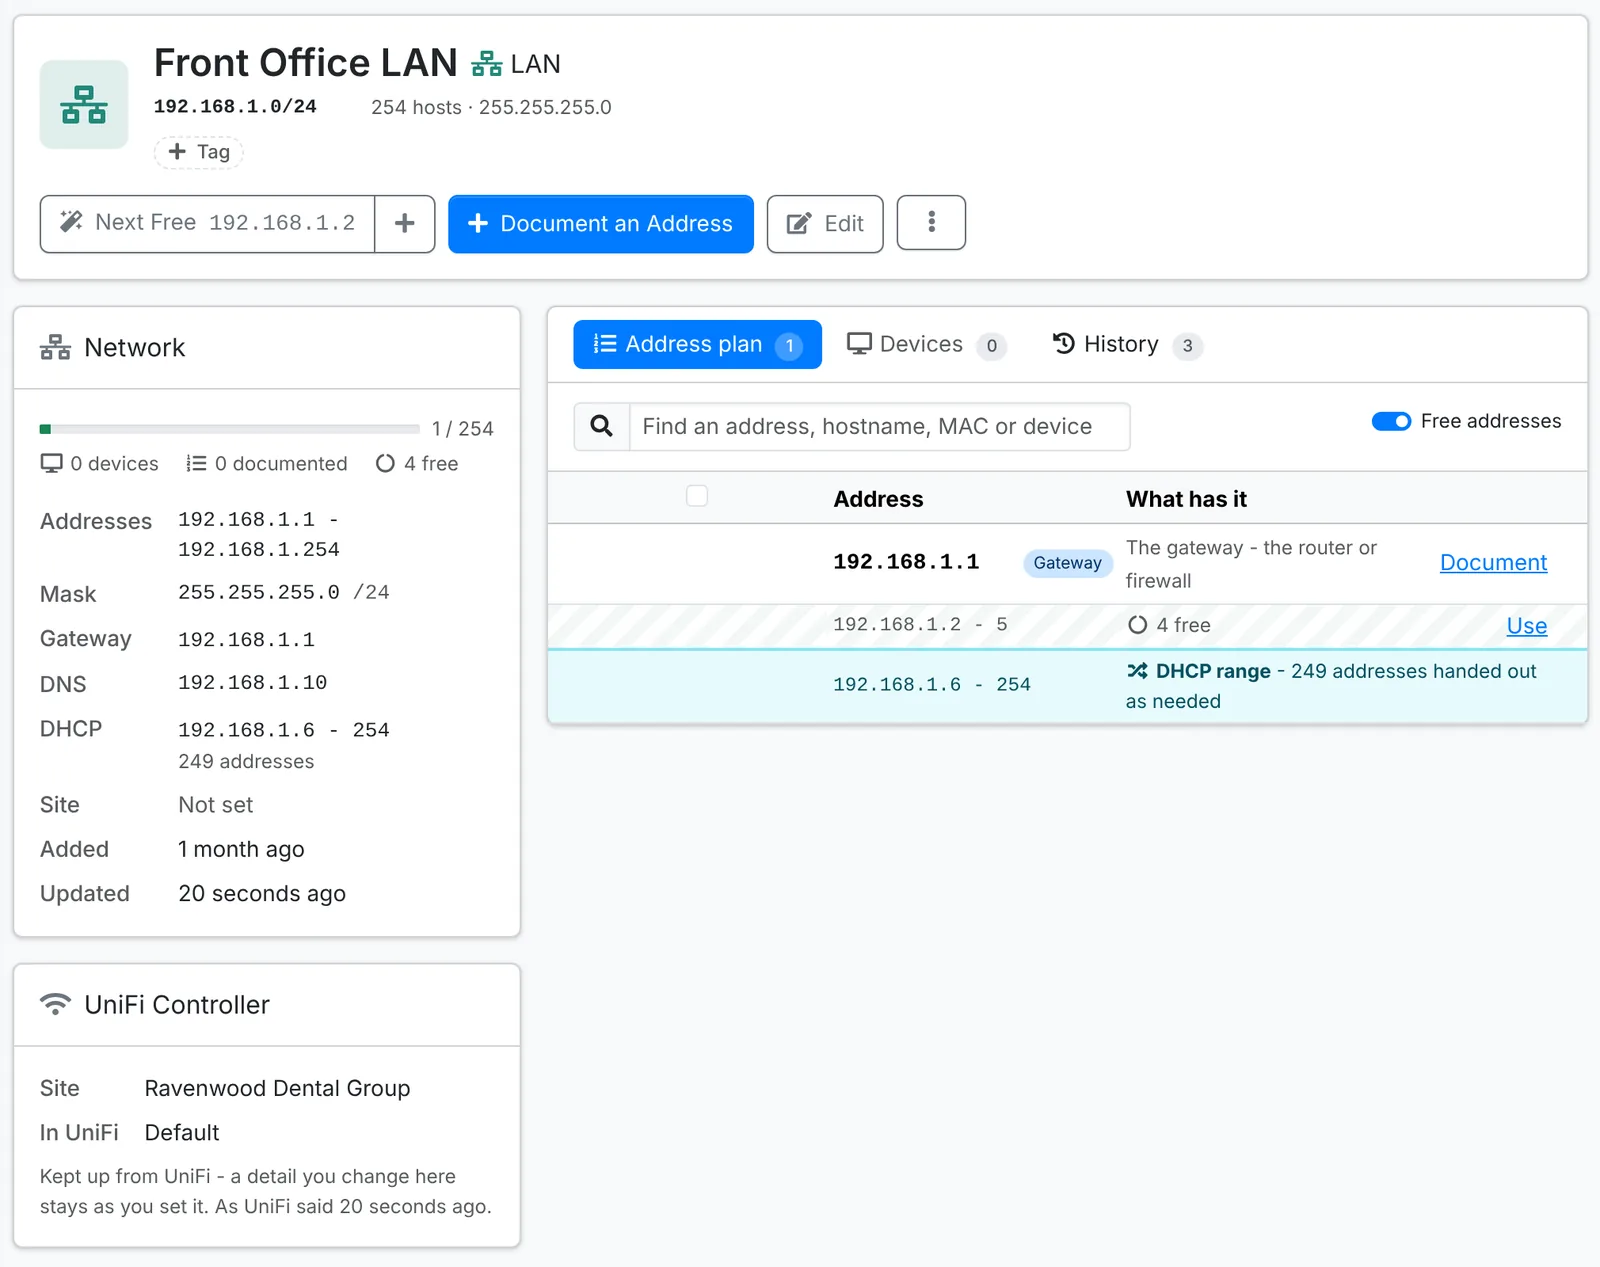 Front Office LAN LAN
192.168.1.0/24 254 hosts · 255.255.255.0
+ Tag
Next Free 192.168.1.2 +
+ Document an Address
Edit
Network
1 / 254
0 devices 0 documented 4 free
Addresses 192.168.1.1 -
192.168.1.254
Mask 255.255.255.0 /24
Gateway 192.168.1.1
DNS 192.168.1.10
DHCP 192.168.1.6 - 254
249 addresses
Site Not set
Added 1 month ago
Updated 20 seconds ago
UniFi Controller
Site Ravenwood Dental Group
In UniFi Default
Kept up from UniFi - a detail you change here
stays as you set it. As UniFi said 20 seconds ago.
Address plan 1 Devices 0 History 3
Find an address, hostname, MAC or device
Free addresses
Address What has it
192.168.1.1 Gateway The gateway - the router or
firewall
Document
192.168.1.2 - 5 4 free Use
192.168.1.6 - 254 DHCP range - 249 addresses handed out
as needed